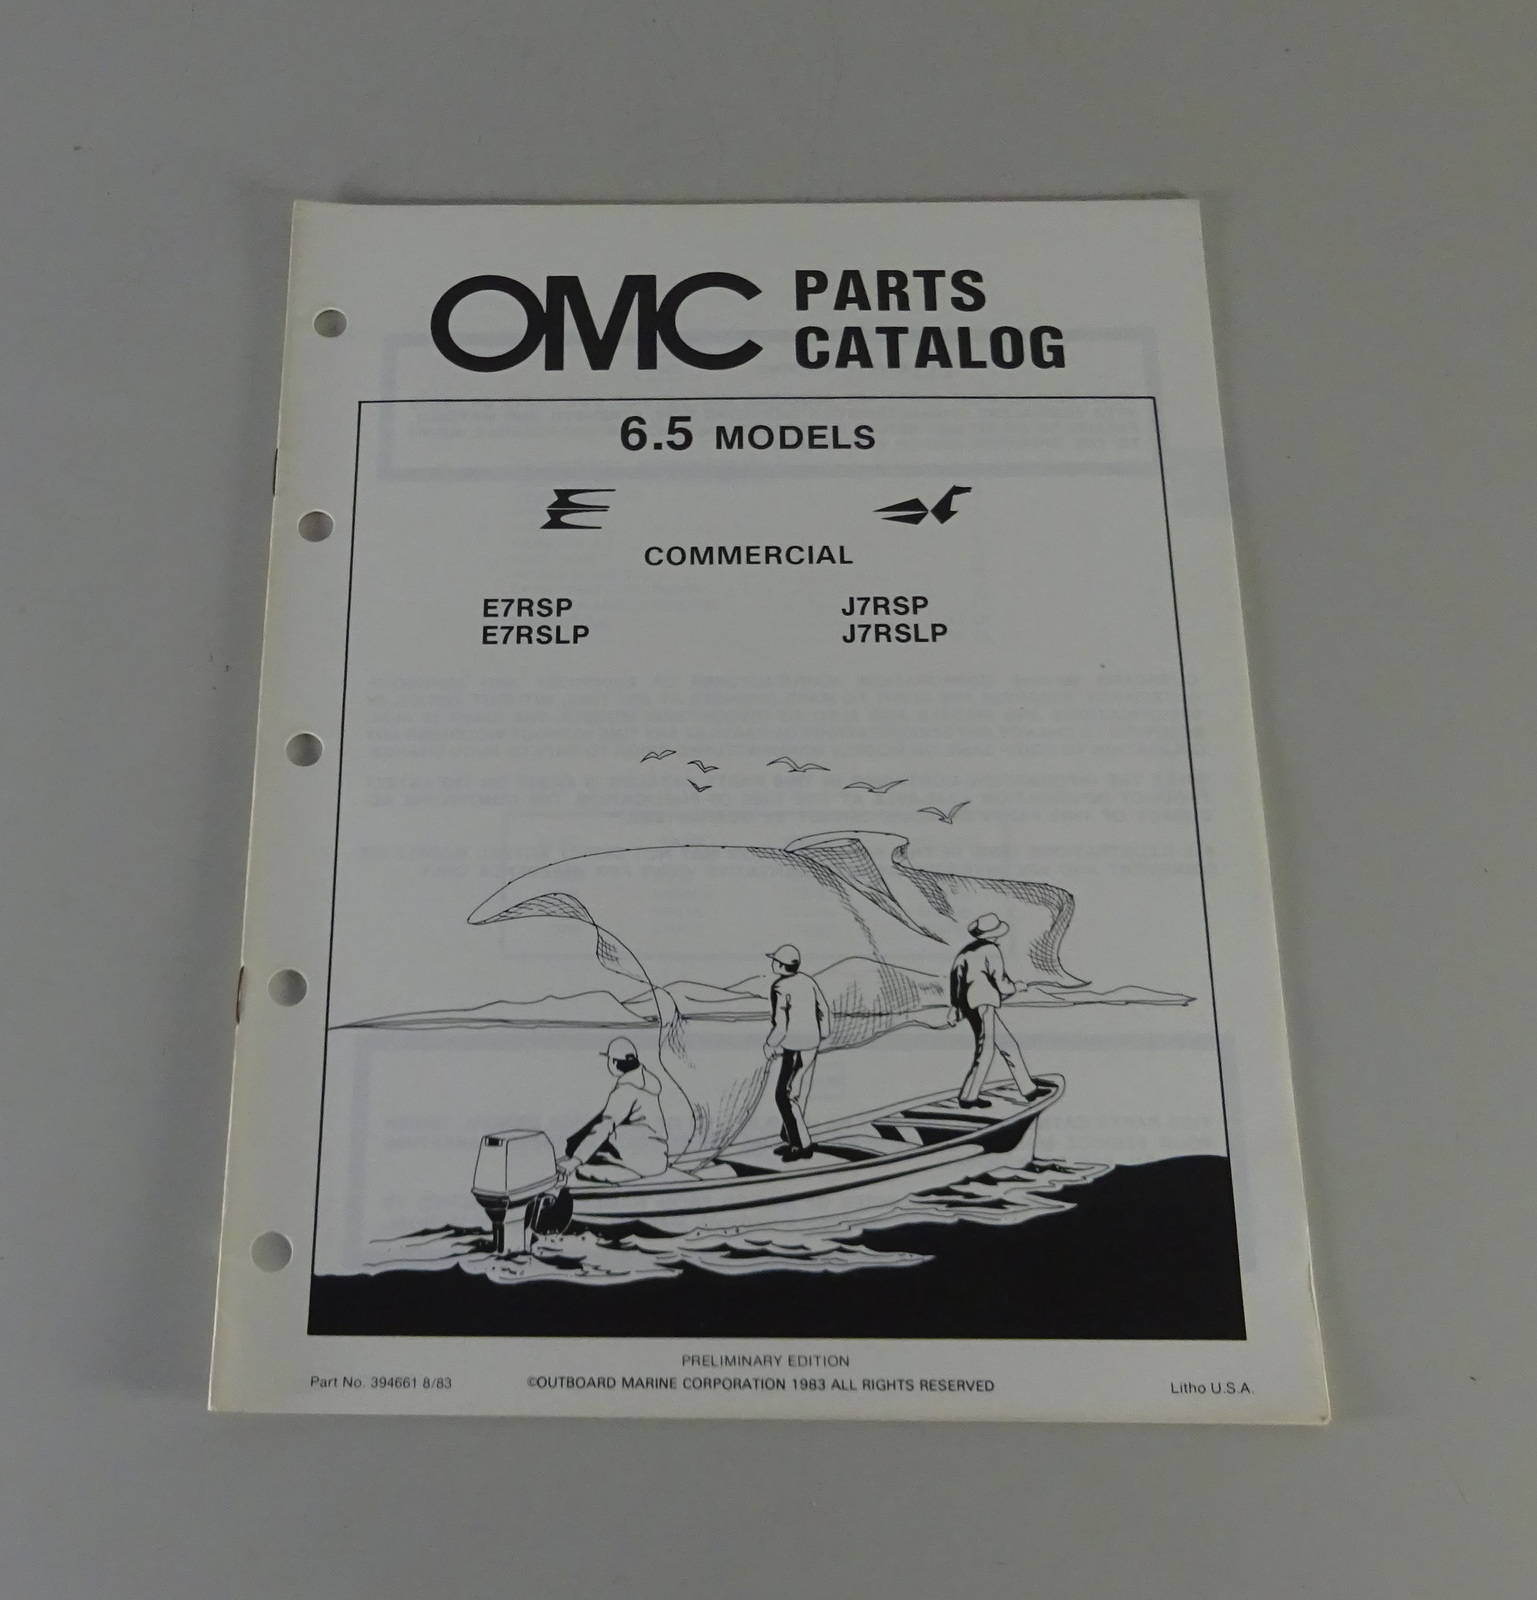 OMC PARTS
CATALOG
6.5 MODELS
COMMERCIAL
E7RSP
E7RSLP
J7RSP
J7RSLP
PRELIMINARY EDITION
Part No. 394661 8/83
©OUTBOARD MARINE CORPORATION 1983 ALL RIGHTS RESERVED
Litho U.S.A.